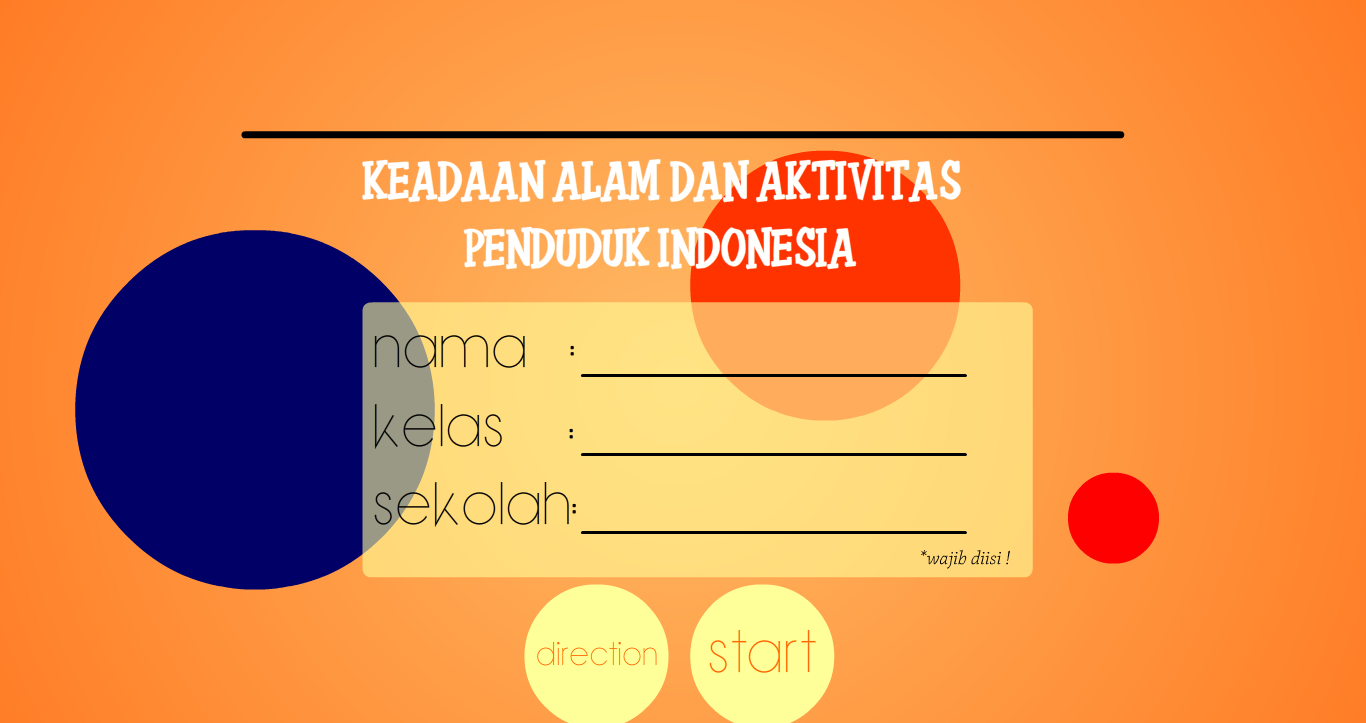 KEADAAN ALAM DAN AKTIVITAS
PENDUDUK INDONESIA
nama :
kelas :
sekolah:
*wajib diisi !
direction
start